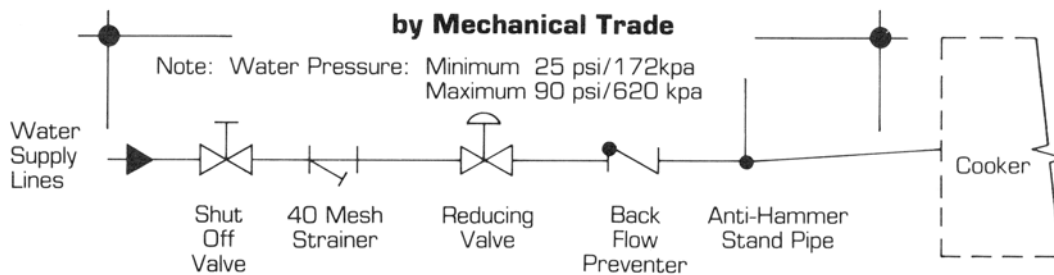 by Mechanical Trade
Note: Water Pressure: Minimum 25 psi/172kpa
Maximum 90 psi/620 kpa
Water
Supply
Lines
Cooker
Shut
Off
Valve
40 Mesh
Strainer
Reducing
Valve
Back
Flow
Preventer
Anti-Hammer
Stand Pipe